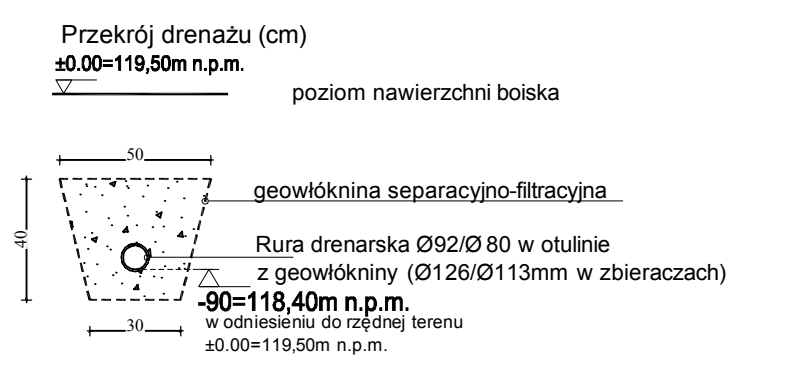 Przekrój drenażu (cm)
±0.00=119,50m n.p.m.
poziom nawierzchni boiska
50
geowłóknina separacyjno-filtracyjna
40
Rura drenarska Ø92/Ø 80 w otulinie
z geowłókniny (Ø126/Ø113mm w zbieraczach)
-90=118,40m n.p.m.
w odniesieniu do rzędnej terenu
30
±0.00=119,50m n.p.m.